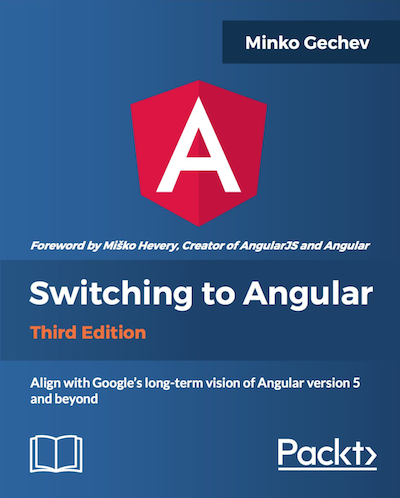 Minko Gechev
A
Foreword by Miško Hevery, Creator of AngularJS and Angular
Switching to Angular
Third Edition
Align with Google's long-term vision of Angular version 5
and beyond
Packt>